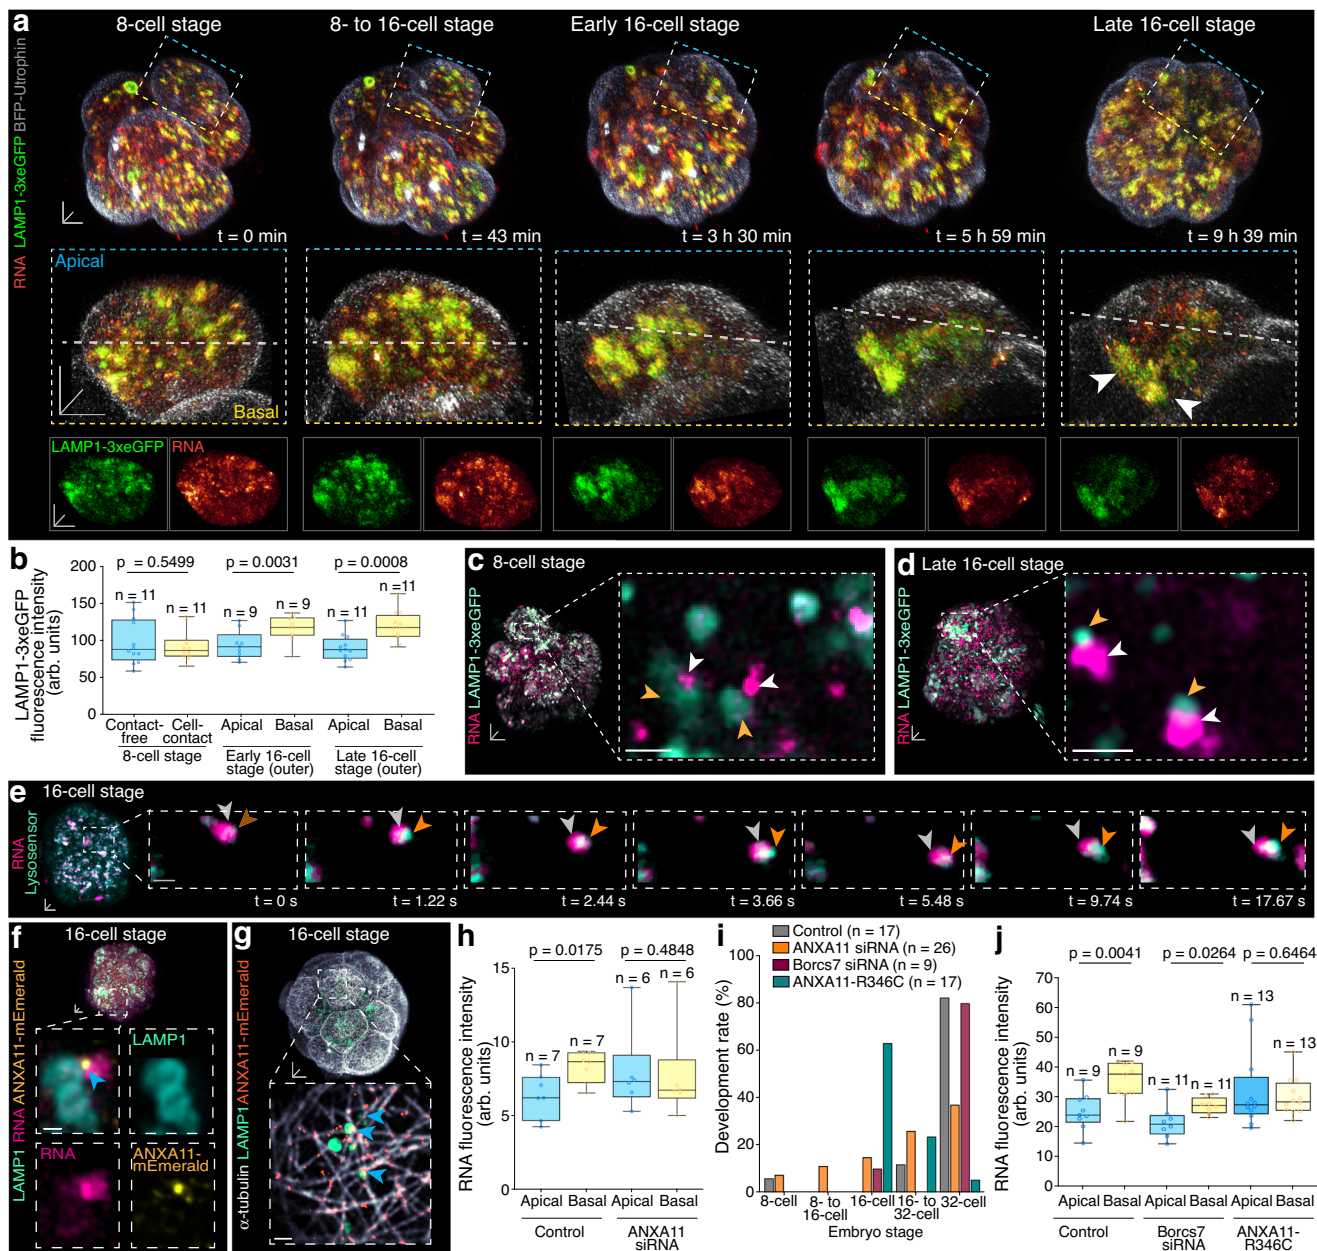 a
8-cell stage
8- to 16-cell stage
Early 16-cell stage
Late 16-cell stage
RNA LAMP1-3xeGFP BFP-Utrophin
t = 0 min
t = 43 min
t = 3 h 30 min
t = 5 h 59 min
t = 9 h 39 min
Apical
Basal
LAMP1-3xeGFP
RNA
b
LAMP1-3xeGFP
fluorescence intensity
(arb. units)
200
150
100
50
0
p = 0.5499
p = 0.0031
p = 0.0008
n = 11
n = 11
n = 9
n = 9
n = 11
n = 11
Contact-free
Cell-contact
Apical
Basal
Apical
Basal
8-cell stage
Early 16-cell stage (outer)
Late 16-cell stage (outer)
c
8-cell stage
RNA LAMP1-3xeGFP
d
Late 16-cell stage
RNA LAMP1-3xeGFP
e
16-cell stage
RNA
Lysosensor
t = 0 s
t = 1.22 s
t = 2.44 s
t = 3.66 s
t = 5.48 s
t = 9.74 s
t = 17.67 s
f
16-cell stage
LAMP1 RNA ANXA11-mEmerald
LAMP1
RNA
ANXA11-
mEmerald
g
16-cell stage
α-tubulin LAMP1 ANXA11-mEmerald
h
RNA fluorescence intensity
(arb. units)
15
10
5
0
p = 0.0175
p = 0.4848
n = 7
n = 7
n = 6
n = 6
Apical
Basal
Apical
Basal
Control
ANXA11
siRNA
i
Control (n = 17)
ANXA11 siRNA (n = 26)
Borcs7 siRNA (n = 9)
ANXA11-R346C (n = 17)
Development rate (%)
80
60
40
20
0
8-cell
8- to
16-cell
16-cell
16- to
32-cell
32-cell
Embryo stage
j
RNA fluorescence intensity
(arb. units)
70
60
50
40
30
20
10
0
p = 0.0041
p = 0.0264
p = 0.6464
n = 9
n = 9
n = 11
n = 11
n = 13
n = 13
Apical
Basal
Apical
Basal
Apical
Basal
Control
Borcs7
siRNA
ANXA11-
R346C